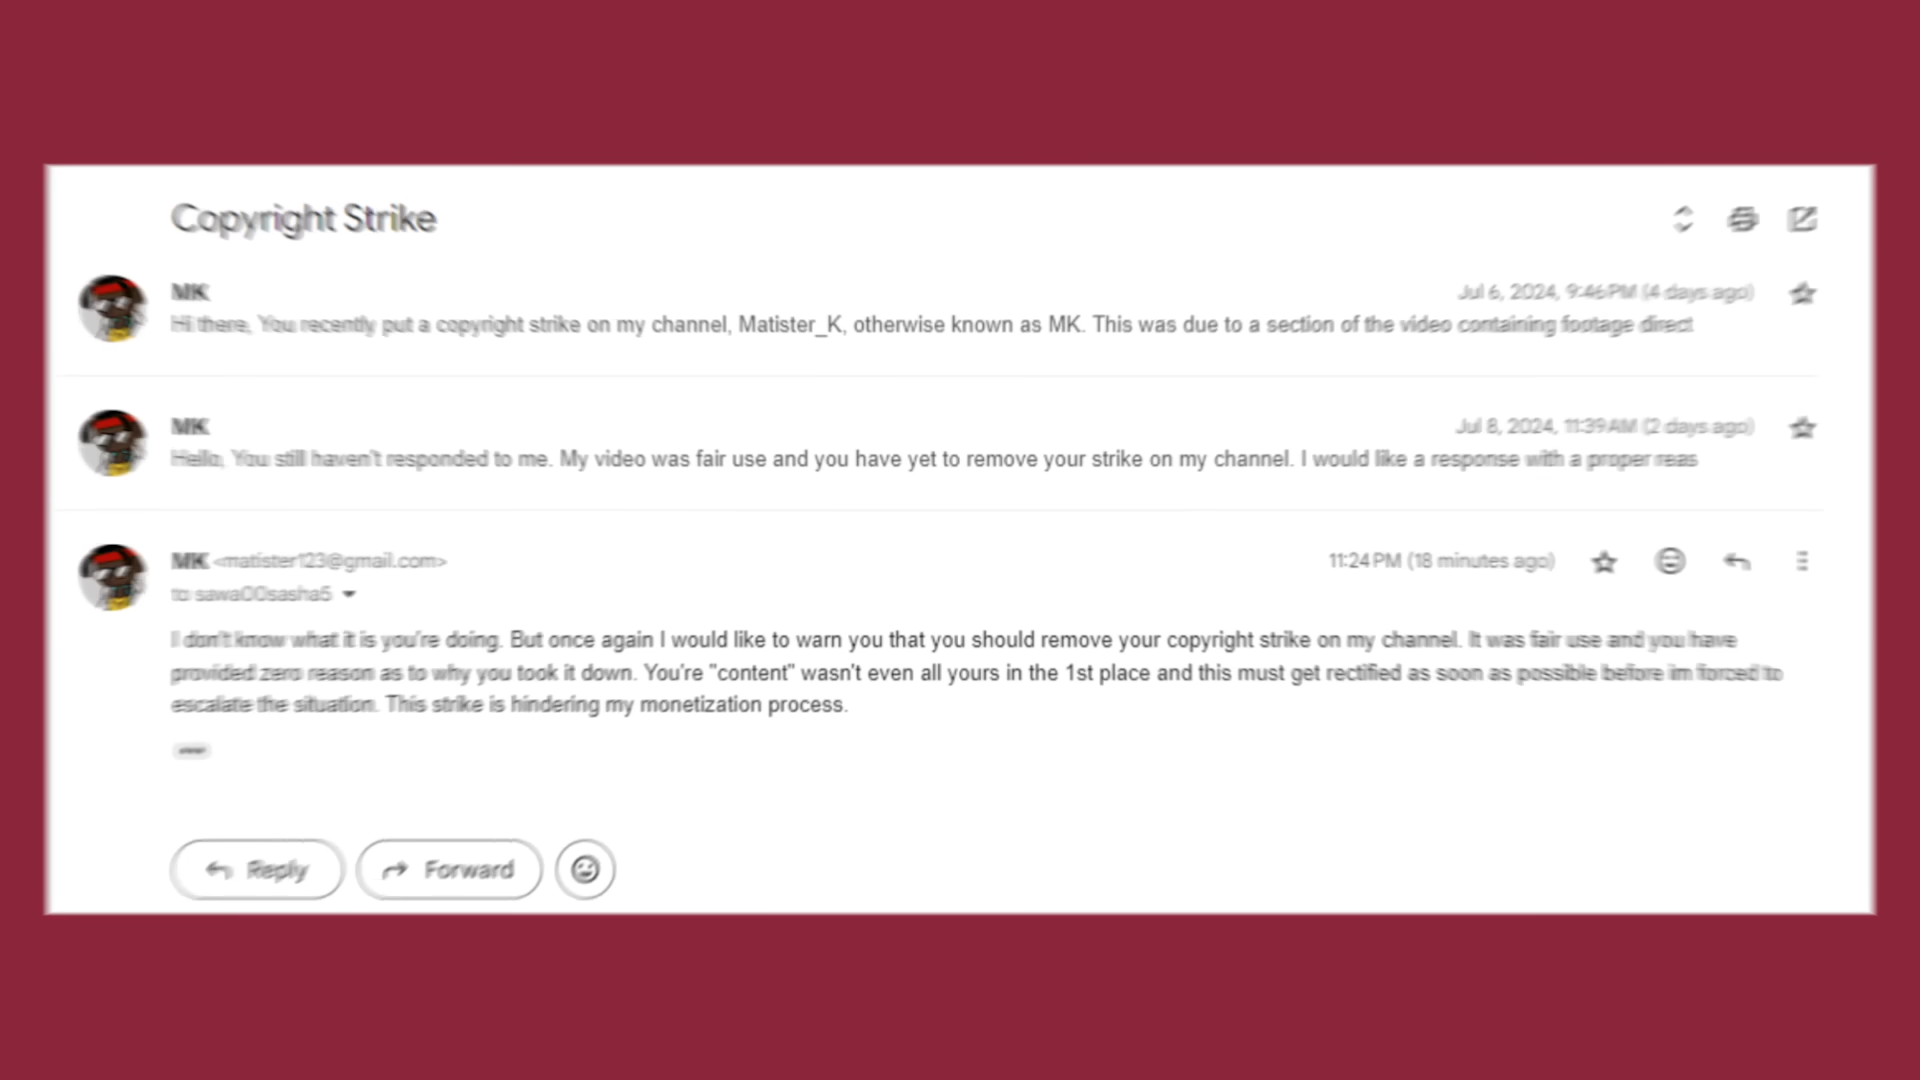 Copyright Strike
MK
Jul 6, 2024, 9:46 PM (4 days ago)
Hi there, You recently put a copyright strike on my channel, Matister_K, otherwise known as MK. This was due to a section of the video containing footage direct
MK
Jul 8, 2024, 11:39 AM (2 days ago)
Hello, You still haven't responded to me. My video was fair use and you have yet to remove your strike on my channel. I would like a response with a proper reas
MK <matister123@gmail.com>
11:24 PM (18 minutes ago)
to sawa00sasha5
I don't know what it is you're doing. But once again I would like to warn you that you should remove your copyright strike on my channel. It was fair use and you have
provided zero reason as to why you took it down. You're "content" wasn't even all yours in the 1st place and this must get rectified as soon as possible before im forced to
escalate the situation. This strike is hindering my monetization process.
Reply
Forward